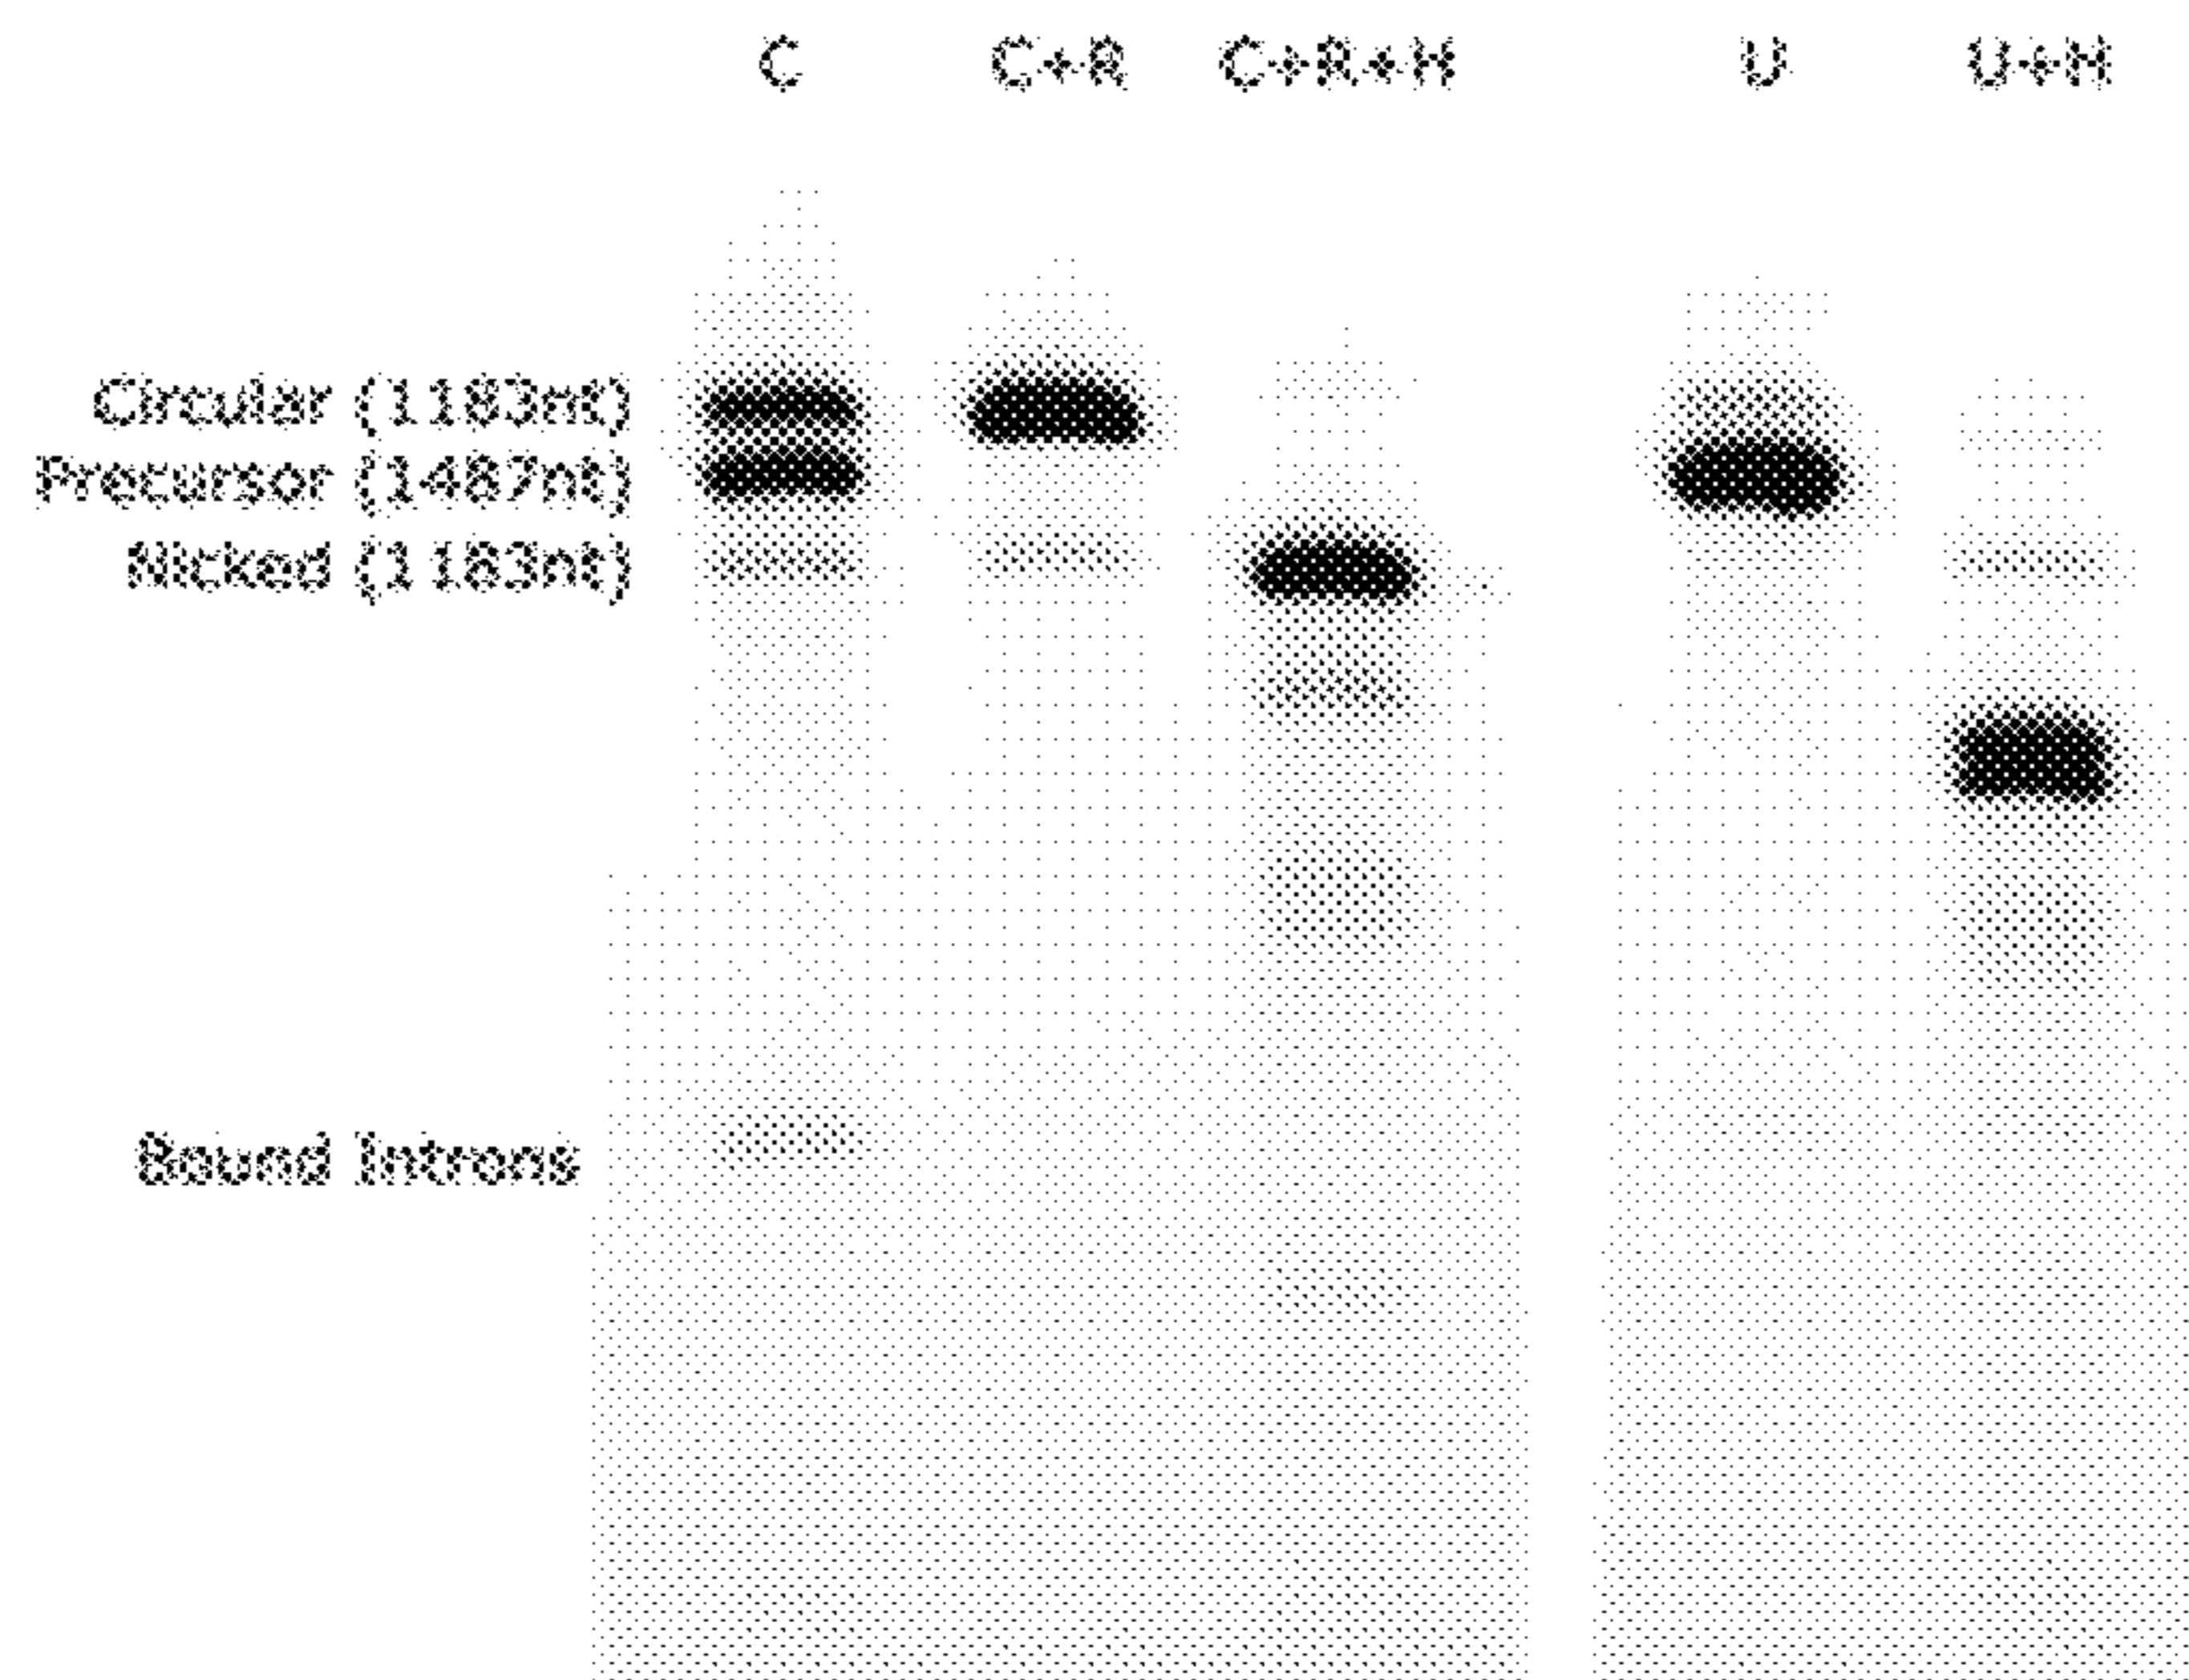 C C+R C+R+H U U+H
Circular (1183nt)
Precursor (1487nt)
Nicked (1183nt)
Bound Introns